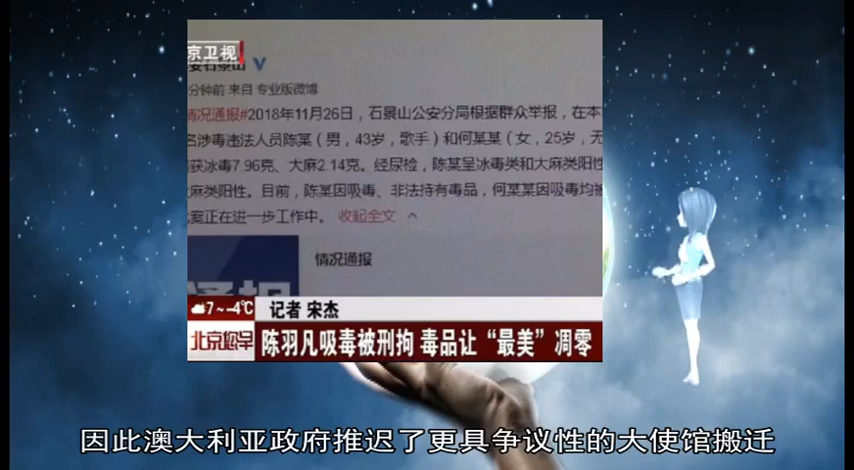 京卫视
安石景山
分钟前 来自 专业版微博
情况通报#2018年11月26日，石景山公安分局根据群众举报，在本
名涉毒违法人员陈某（男，43岁，歌手）和何某某（女，25岁，无
获冰毒7.96克、大麻2.14克。经尿检，陈某呈冰毒类和大麻类阳性
麻类阳性。目前，陈某因吸毒、非法持有毒品，何某某因吸毒均被
案正在进一步工作中。 收起全文
情况通报
7~-4℃ 记者 宋杰
北京您早 陈羽凡吸毒被刑拘 毒品让“最美”凋零
因此澳大利亚政府推迟了更具争议性的大使馆搬迁